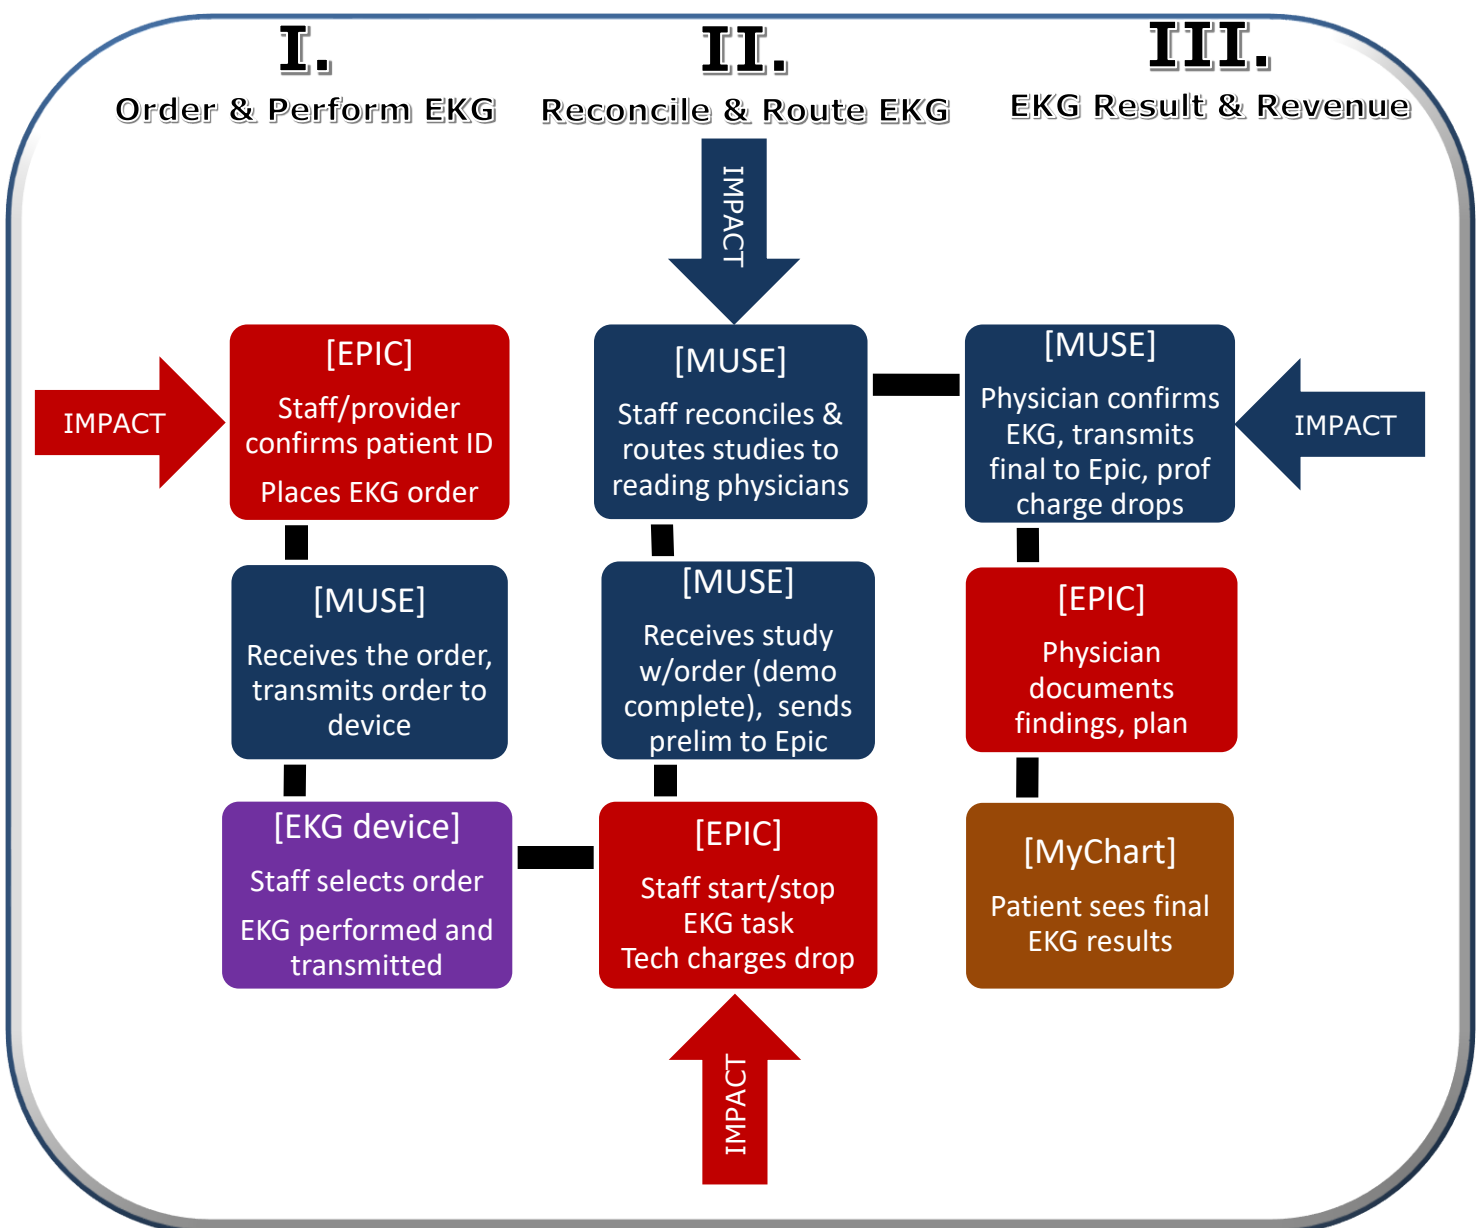 I.
Order & Perform EKG
II.
Reconcile & Route EKG
III.
EKG Result & Revenue
IMPACT
IMPACT
[EPIC]
Staff/provider
confirms patient ID
Places EKG order
[MUSE]
Receives the order,
transmits order to
device
[EKG device]
Staff selects order
EKG performed and
transmitted
[MUSE]
Staff reconciles &
routes studies to
reading physicians
[MUSE]
Receives study
w/order (demo
complete), sends
prelim to Epic
[EPIC]
Staff start/stop
EKG task
Tech charges drop
IMPACT
[MUSE]
Physician confirms
EKG, transmits
final to Epic, prof
charge drops
IMPACT
[EPIC]
Physician
documents
findings, plan
[MyChart]
Patient sees final
EKG results